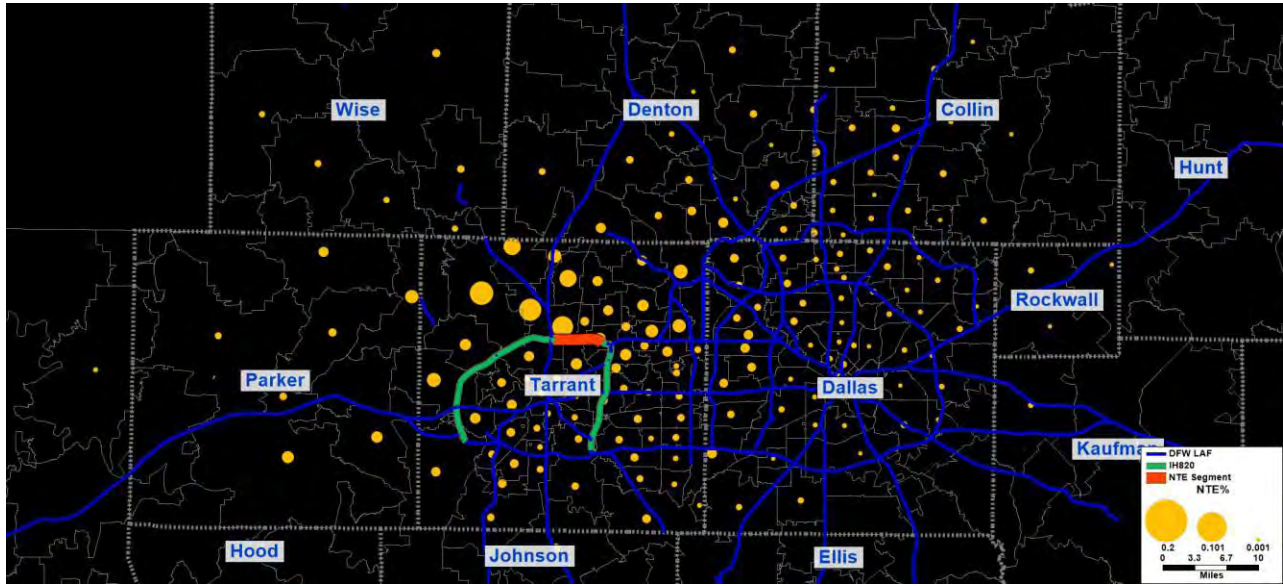 Wise
Denton
Collin
Hunt
Rockwall
Parker
Tarrant
Dallas
Kaufman
Hood
Johnson
Ellis
DFW LAF
IH820
NTE Segment
NTE%
0.2 0.101 0.001
0 3.3 6.7 10
Miles